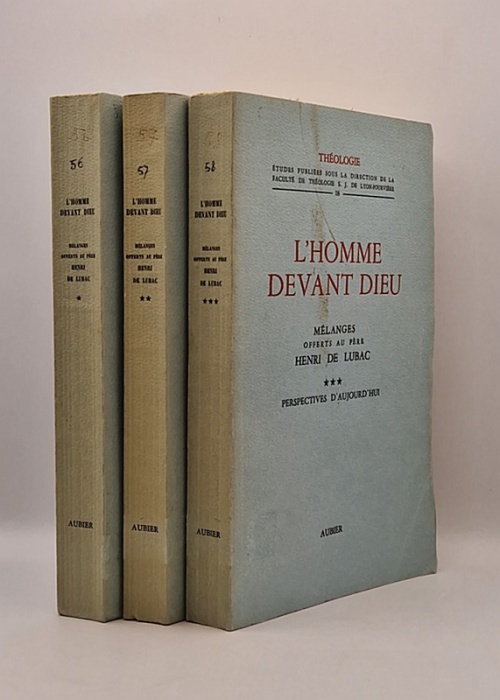 56
L'HOMME
DEVANT DIEU
MÉLANGES
OFFERTS AU PÈRE
HENRI
DE LUBAC
★
AUBIER
57
L'HOMME
DEVANT DIEU
MÉLANGES
OFFERTS AU PÈRE
HENRI
DE LUBAC
★★
AUBIER
58
L'HOMME
DEVANT DIEU
MÉLANGES
OFFERTS AU PÈRE
HENRI
DE LUBAC
★★★
AUBIER
THÉOLOGIE
ÉTUDES PUBLIÉES SOUS LA DIRECTION DE LA
FACULTÉ DE THÉOLOGIE S. J. DE LYON-FOURVIÈRE
58
L'HOMME
DEVANT DIEU
MÉLANGES
OFFERTS AU PÈRE
HENRI DE LUBAC
★★★
PERSPECTIVES D'AUJOURD'HUI
AUBIER